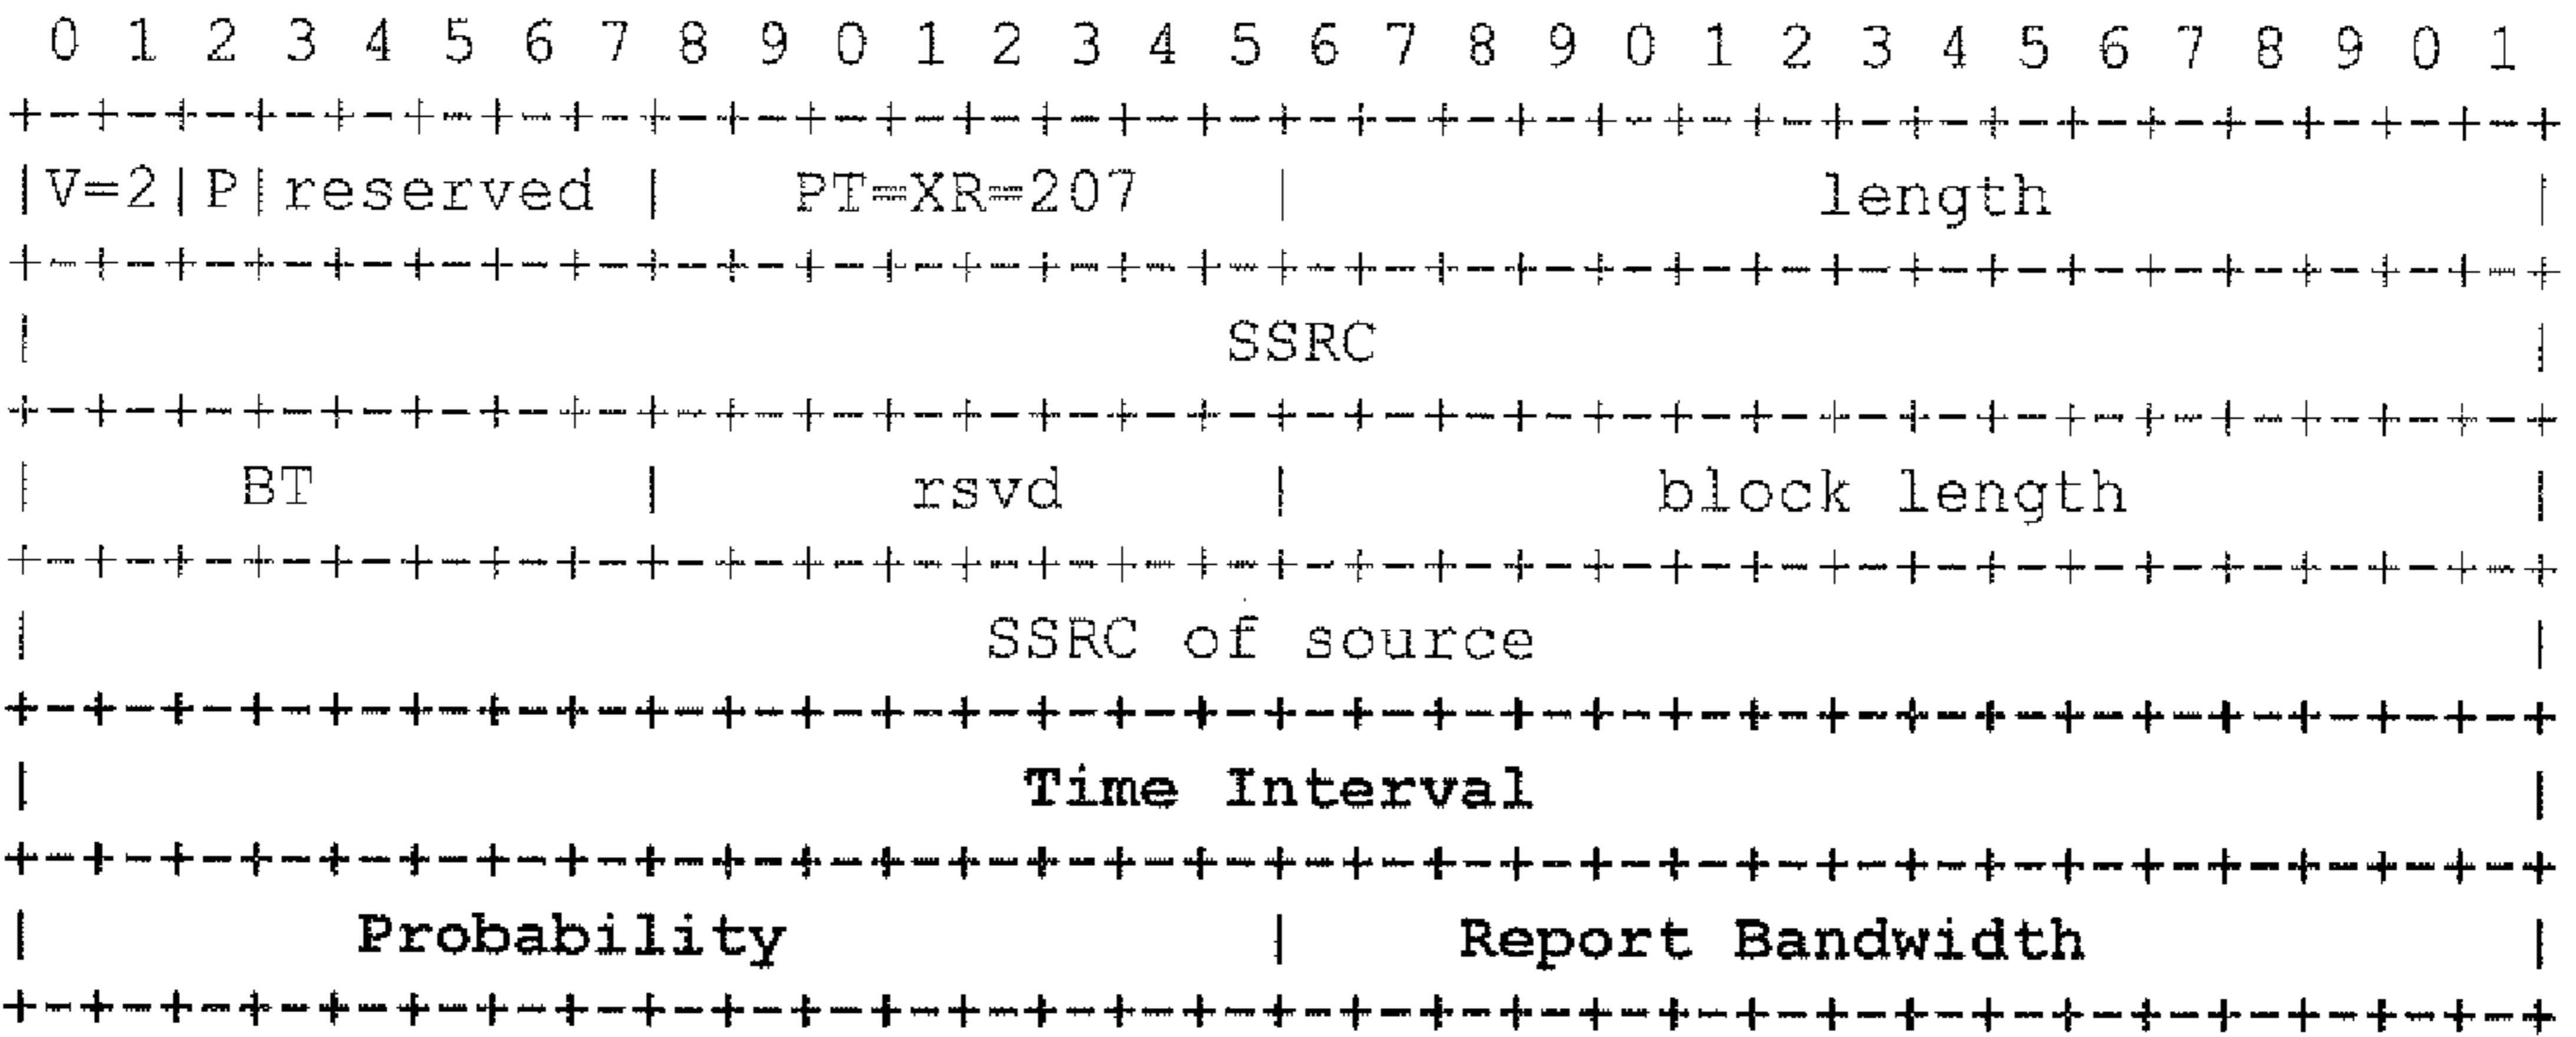 0 1 2 3 4 5 6 7 8 9 0 1 2 3 4 5 6 7 8 9 0 1 2 3 4 5 6 7 8 9 0 1
+-+-+-+-+-+-+-+-+-+-+-+-+-+-+-+-+-+-+-+-+-+-+-+-+-+-+-+-+-+-+-+-+
|V=2|P|reserved | PT=XR=207 | length |
+-+-+-+-+-+-+-+-+-+-+-+-+-+-+-+-+-+-+-+-+-+-+-+-+-+-+-+-+-+-+-+-+
| SSRC |
+-+-+-+-+-+-+-+-+-+-+-+-+-+-+-+-+-+-+-+-+-+-+-+-+-+-+-+-+-+-+-+-+
| BT | rsvd | block length |
+-+-+-+-+-+-+-+-+-+-+-+-+-+-+-+-+-+-+-+-+-+-+-+-+-+-+-+-+-+-+-+-+
| SSRC of source |
+-+-+-+-+-+-+-+-+-+-+-+-+-+-+-+-+-+-+-+-+-+-+-+-+-+-+-+-+-+-+-+-+
| Time Interval |
+-+-+-+-+-+-+-+-+-+-+-+-+-+-+-+-+-+-+-+-+-+-+-+-+-+-+-+-+-+-+-+-+
| Probability | Report Bandwidth |
+-+-+-+-+-+-+-+-+-+-+-+-+-+-+-+-+-+-+-+-+-+-+-+-+-+-+-+-+-+-+-+-+